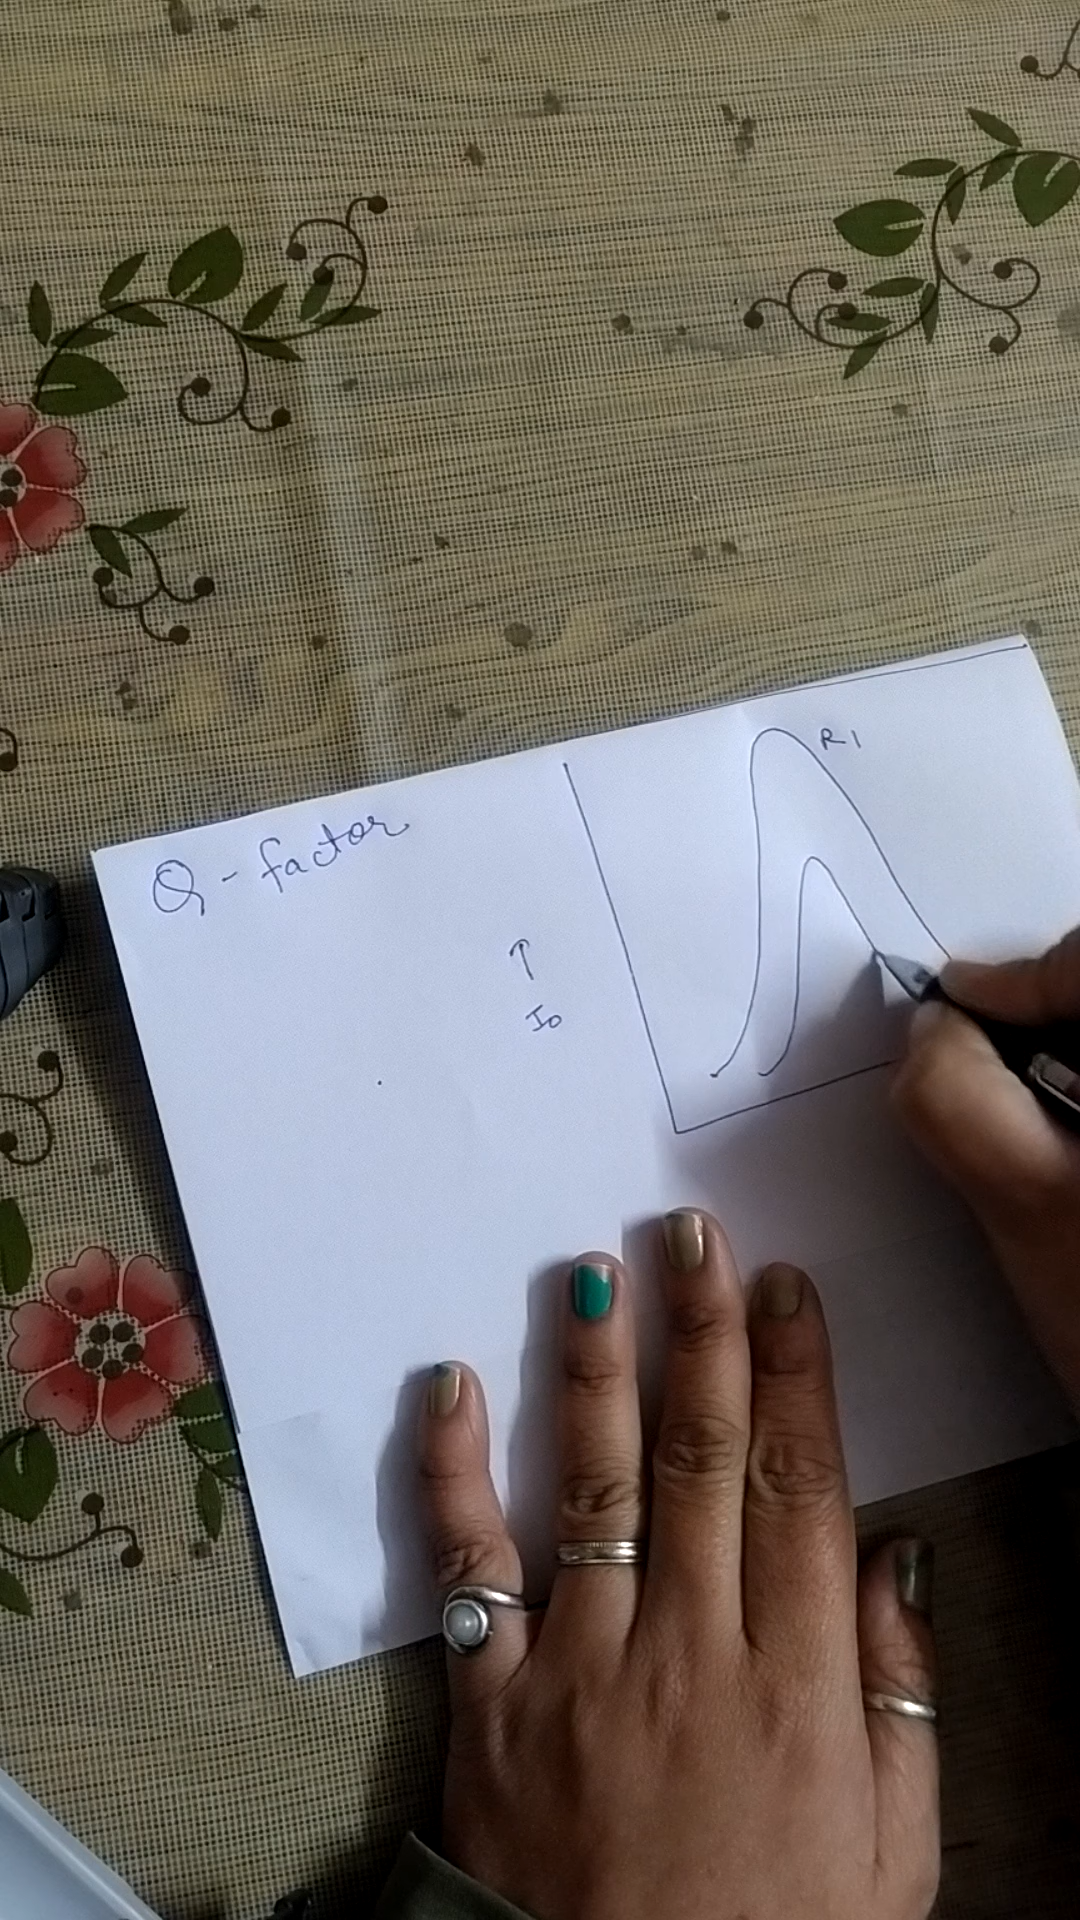 Q - factor
R1
↑
I₀